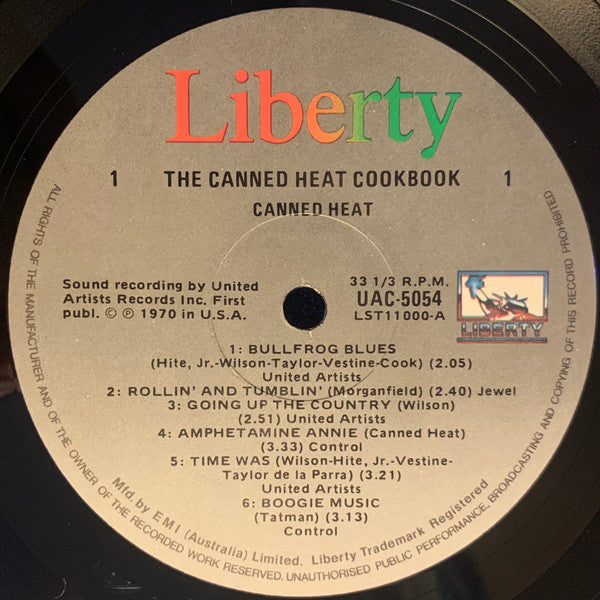 Liberty
1 THE CANNED HEAT COOKBOOK 1
CANNED HEAT
Sound recording by United
Artists Records Inc. First
publ. © ℗ 1970 in U.S.A.
33 1/3 R.P.M.
UAC-5054
LST11000-A
LIBERTY
1: BULLFROG BLUES
(Hite, Jr.-Wilson-Taylor-Vestine-Cook) (2.05)
United Artists
2: ROLLIN' AND TUMBLIN' (Morganfield) (2.40) Jewel
3: GOING UP THE COUNTRY (Wilson)
(2.51) United Artists
4: AMPHETAMINE ANNIE (Canned Heat)
(3.33) Control
5: TIME WAS (Wilson-Hite, Jr.-Vestine-
Taylor de la Parra) (3.21)
United Artists
6: BOOGIE MUSIC
(Tatman) (3.13)
Control
Mfd. by EMI (Australia) Limited. Liberty Trademark Registered
ALL RIGHTS OF THE MANUFACTURER AND OF THE OWNER OF THE RECORDED WORK RESERVED. UNAUTHORISED PUBLIC PERFORMANCE, BROADCASTING AND COPYING OF THIS RECORD PROHIBITED